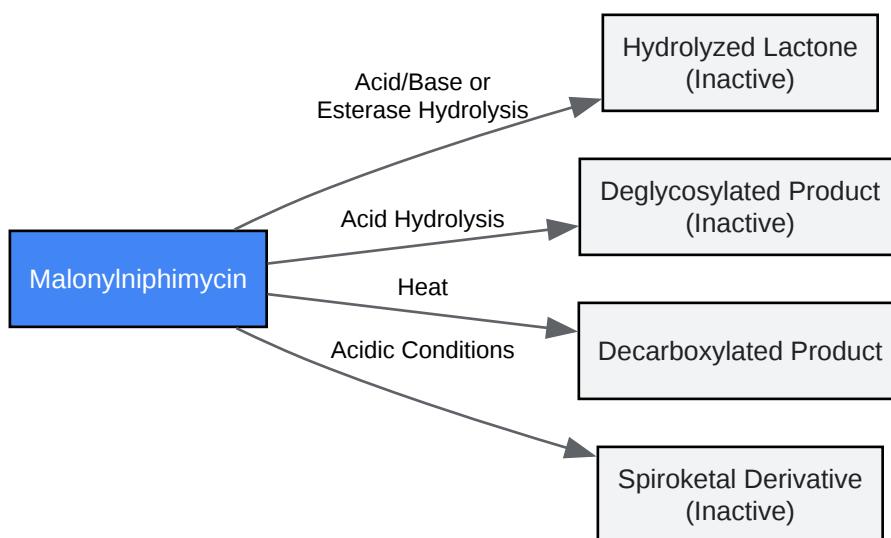 Hydrolyzed Lactone
(Inactive)
Acid/Base or
Esterase Hydrolysis
Deglycosylated Product
(Inactive)
Acid Hydrolysis
Malonylniphimycin
Heat
Decarboxylated Product
Acidic Conditions
Spiroketal Derivative
(Inactive)